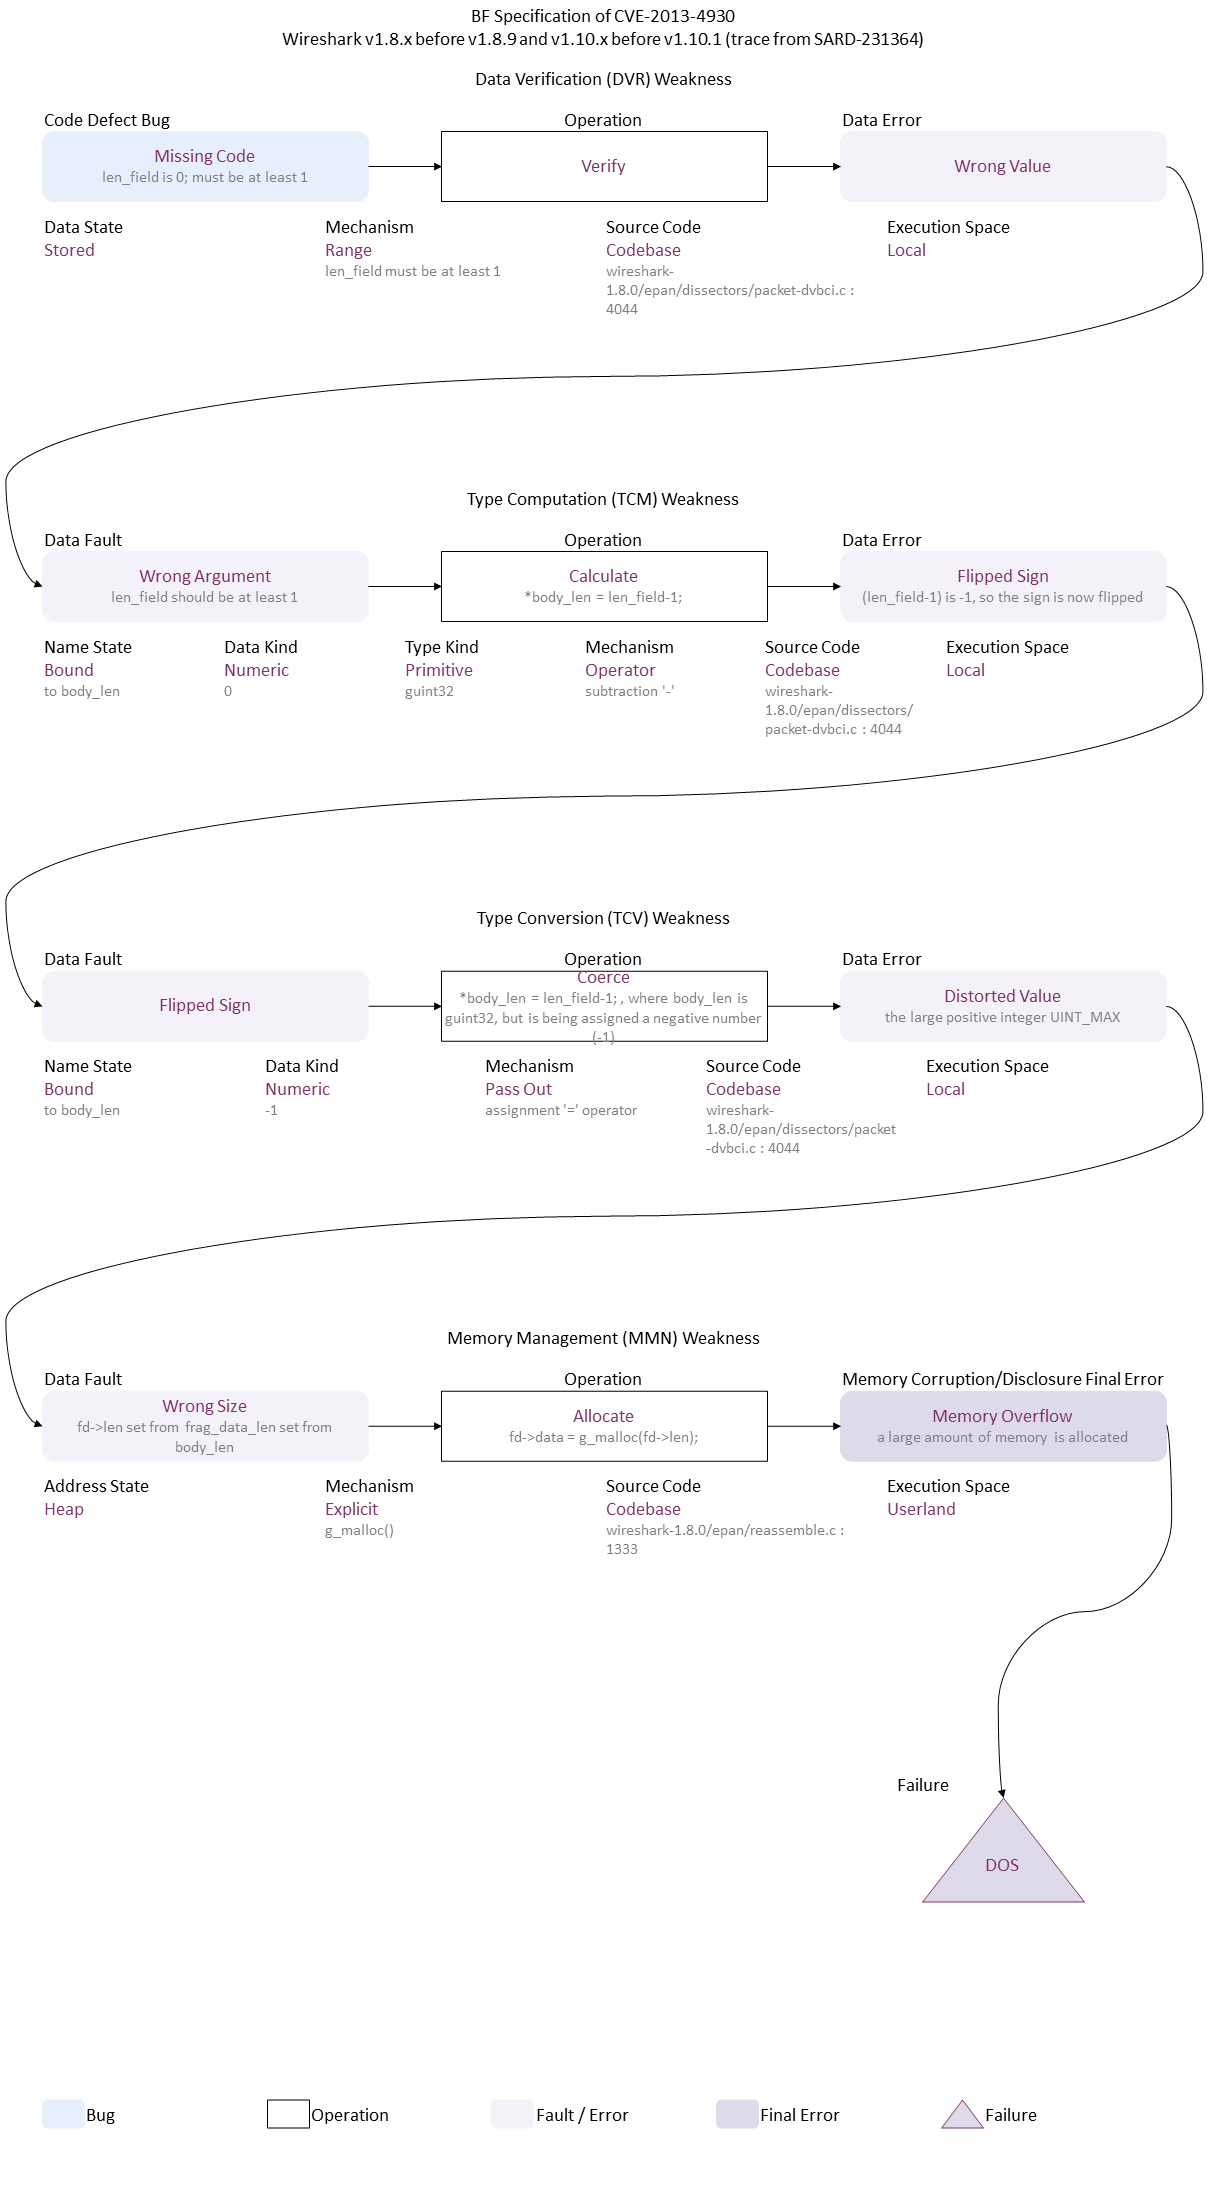 BF Specification of CVE-2013-4930
Wireshark v1.8.x before v1.8.9 and v1.10.x before v1.10.1 (trace from SARD-231364)
Data Verification (DVR) Weakness
Code Defect Bug
Operation
Data Error
Missing Code
len_field is 0; must be at least 1
Verify
Wrong Value
Data State
Stored
Mechanism
Range
len_field must be at least 1
Source Code
Codebase
wireshark-
1.8.0/epan/dissectors/packet-dvbci.c :
4044
Execution Space
Local
Type Computation (TCM) Weakness
Data Fault
Operation
Data Error
Wrong Argument
len_field should be at least 1
Calculate
*body_len = len_field-1;
Flipped Sign
(len_field-1) is -1, so the sign is now flipped
Name State
Bound
to body_len
Data Kind
Numeric
0
Type Kind
Primitive
guint32
Mechanism
Operator
subtraction '-'
Source Code
Codebase
wireshark-
1.8.0/epan/dissectors/
packet-dvbci.c : 4044
Execution Space
Local
Type Conversion (TCV) Weakness
Data Fault
Operation
Data Error
Flipped Sign
Coerce
*body_len = len_field-1; , where body_len is
guint32, but is being assigned a negative number
(-1)
Distorted Value
the large positive integer UINT_MAX
Name State
Bound
to body_len
Data Kind
Numeric
-1
Mechanism
Pass Out
assignment '=' operator
Source Code
Codebase
wireshark-
1.8.0/epan/dissectors/packet
-dvbci.c : 4044
Execution Space
Local
Memory Management (MMN) Weakness
Data Fault
Operation
Memory Corruption/Disclosure Final Error
Wrong Size
fd->len set from  frag_data_len set from
body_len
Allocate
fd->data = g_malloc(fd->len);
Memory Overflow
a large amount of memory  is allocated
Address State
Heap
Mechanism
Explicit
g_malloc()
Source Code
Codebase
wireshark-1.8.0/epan/reassemble.c :
1333
Execution Space
Userland
Failure
DOS
Bug
Operation
Fault / Error
Final Error
Failure